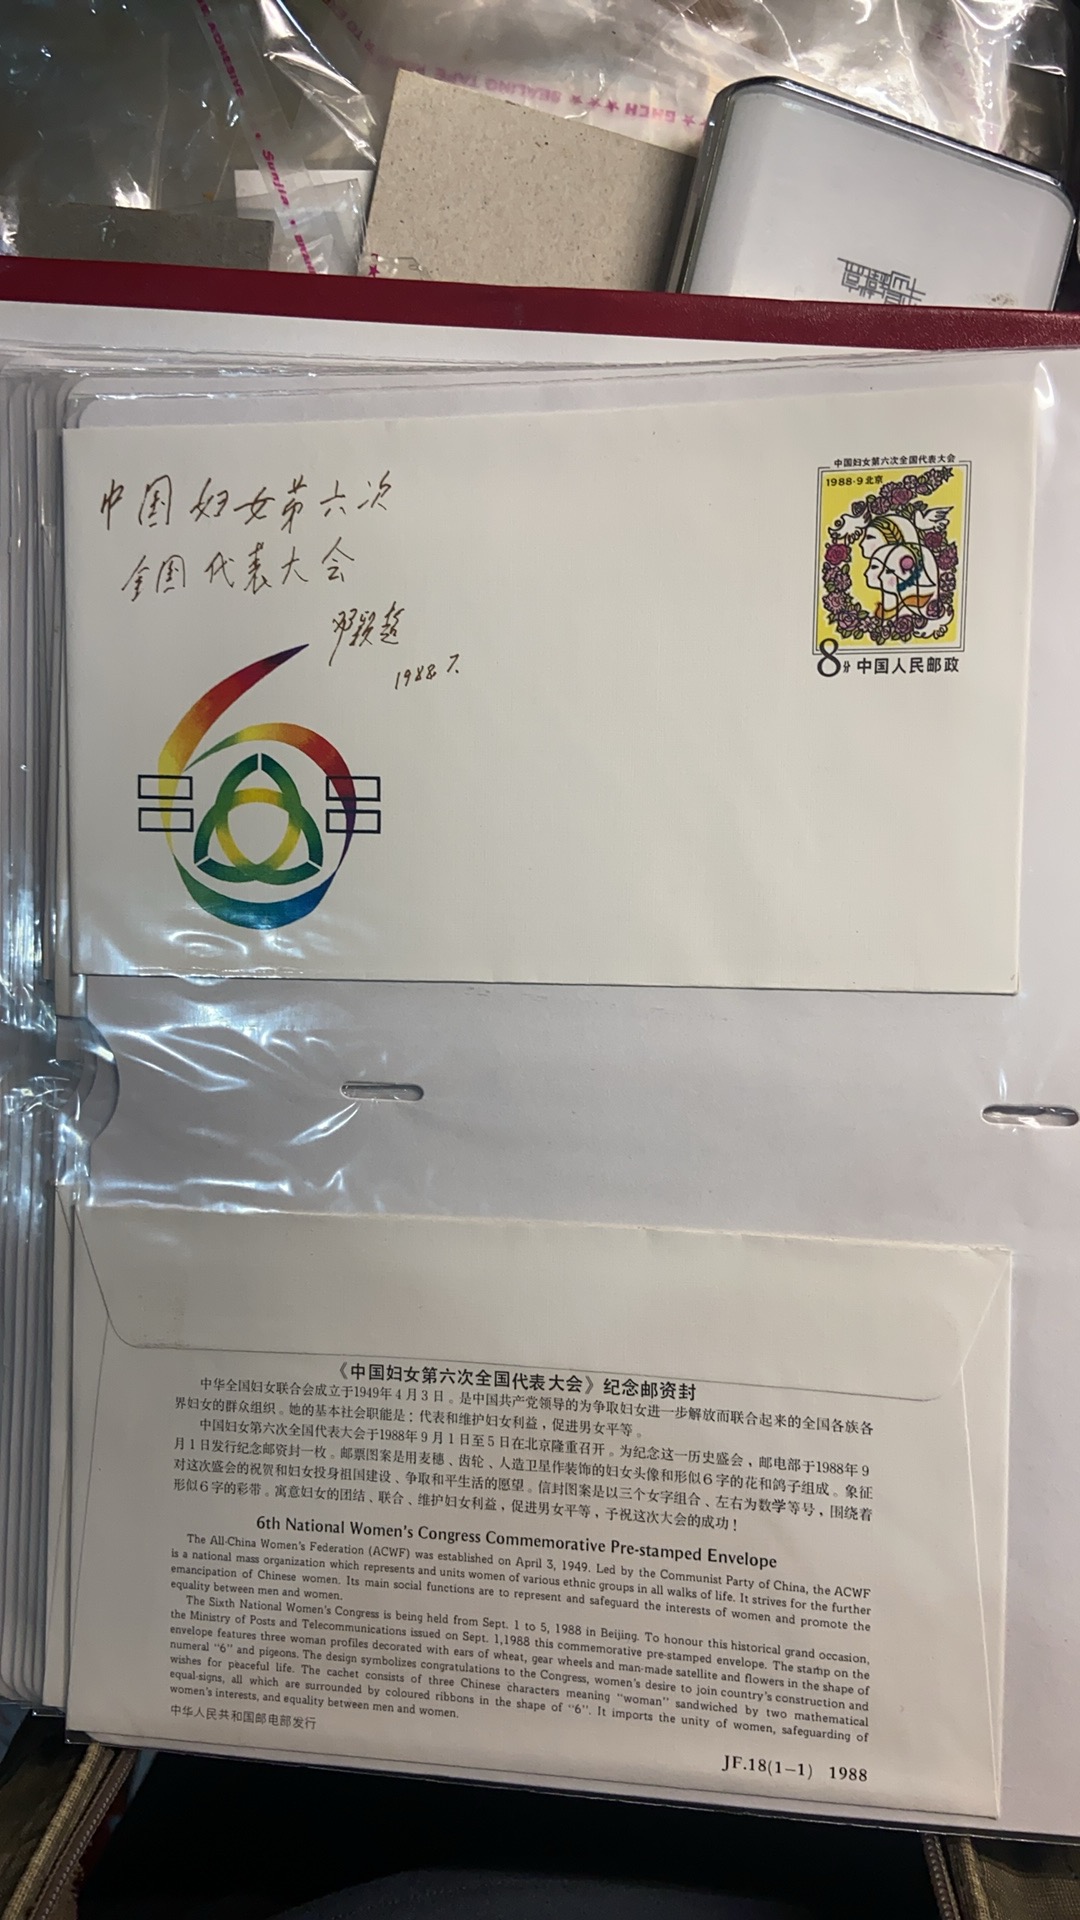 ★ GMCH ★★★ SEALING TAPE
Sunjia
中国妇女第六次
全国代表大会
邓颖超
1988.7.
中国妇女第六次全国代表大会
1988·9北京
8分 中国人民邮政
《中国妇女第六次全国代表大会》纪念邮资封
中华全国妇女联合会成立于1949年4月3日。是中国共产党领导的为争取妇女进一步解放而联合起来的全国各族各
界妇女的群众组织。她的基本社会职能是：代表和维护妇女利益，促进男女平等。
中国妇女第六次全国代表大会于1988年9月1日至5日在北京隆重召开。为纪念这一历史盛会，邮电部于1988年9
月1日发行纪念邮资封一枚。邮票图案是用麦穗、齿轮、人造卫星作装饰的妇女头像和形似6字的花和鸽子组成。象征
对这次盛会的祝贺和妇女投身祖国建设、争取和平生活的愿望。信封图案是以三个女字组合、左右为数学等号，围绕着
形似6字的彩带。寓意妇女的团结、联合、维护妇女利益，促进男女平等，予祝这次大会的成功！
6th National Women's Congress Commemorative Pre-stamped Envelope
The All-China Women's Federation (ACWF) was established on April 3, 1949. Led by the Communist Party of China, the ACWF
is a national mass organization which represents and units women of various ethnic groups in all walks of life. It strives for the further
emancipation of Chinese women. Its main social functions are to represent and safeguard the interests of women and promote the
equality between men and women.
The Sixth National Women's Congress is being held from Sept. 1 to 5, 1988 in Beijing. To honour this historical grand occasion,
the Ministry of Posts and Telecommunications issued on Sept. 1,1988 this commemorative pre-stamped envelope. The stamp on the
envelope features three woman profiles decorated with ears of wheat, gear wheels and man-made satellite and flowers in the shape of
numeral "6" and pigeons. The design symbolizes congratulations to the Congress, women's desire to join country's construction and
wishes for peaceful life. The cachet consists of three Chinese characters meaning "woman" sandwiched by two mathematical
equal-signs, all which are surrounded by coloured ribbons in the shape of "6". It imports the unity of women, safeguarding of
women's interests, and equality between men and women.
中华人民共和国邮电部发行
JF.18(1-1) 1988